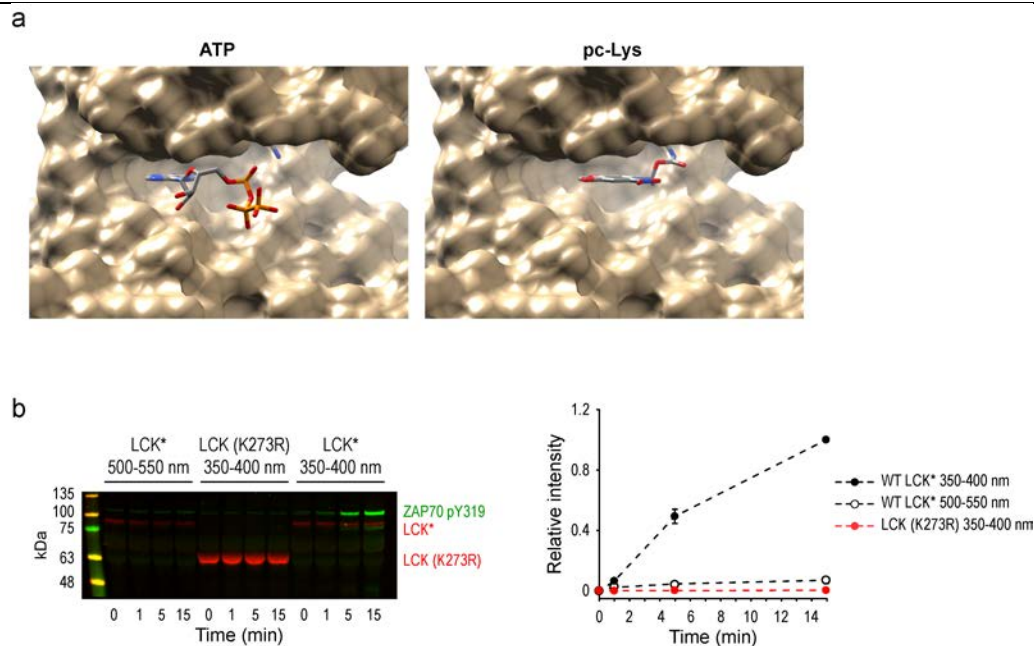 a
ATP
pc-Lys
b
LCK* LCK (K273R) LCK*
500-550 nm 350-400 nm 350-400 nm
135
100
75
63
48
kDa
ZAP70 pY319
LCK*
LCK (K273R)
0 1 5 15 0 1 5 15 0 1 5 15
Time (min)
1.2
0.8
0.4
0
Relative intensity
0 2 4 6 8 10 12 14
Time (min)
WT LCK* 350-400 nm
WT LCK* 500-550 nm
LCK (K273R) 350-400 nm